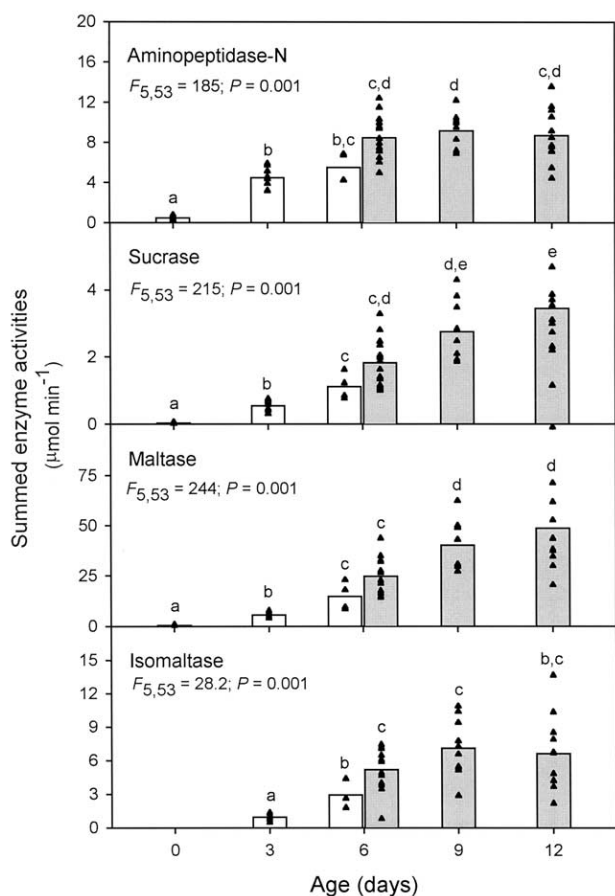 Summed enzyme activities
(μmol min⁻¹)
Aminopeptidase-N
F5,53 = 185; P = 0.001
20
16
12
8
4
0
a
b
b,c
c,d
d
c,d
Sucrase
F5,53 = 215; P = 0.001
4
2
0
a
b
c
c,d
d,e
e
Maltase
F5,53 = 244; P = 0.001
75
50
25
0
a
b
c
c
d
d
Isomaltase
F5,53 = 28.2; P = 0.001
15
12
9
6
3
0
a
b
c
c
b,c
0 3 6 9 12
Age (days)